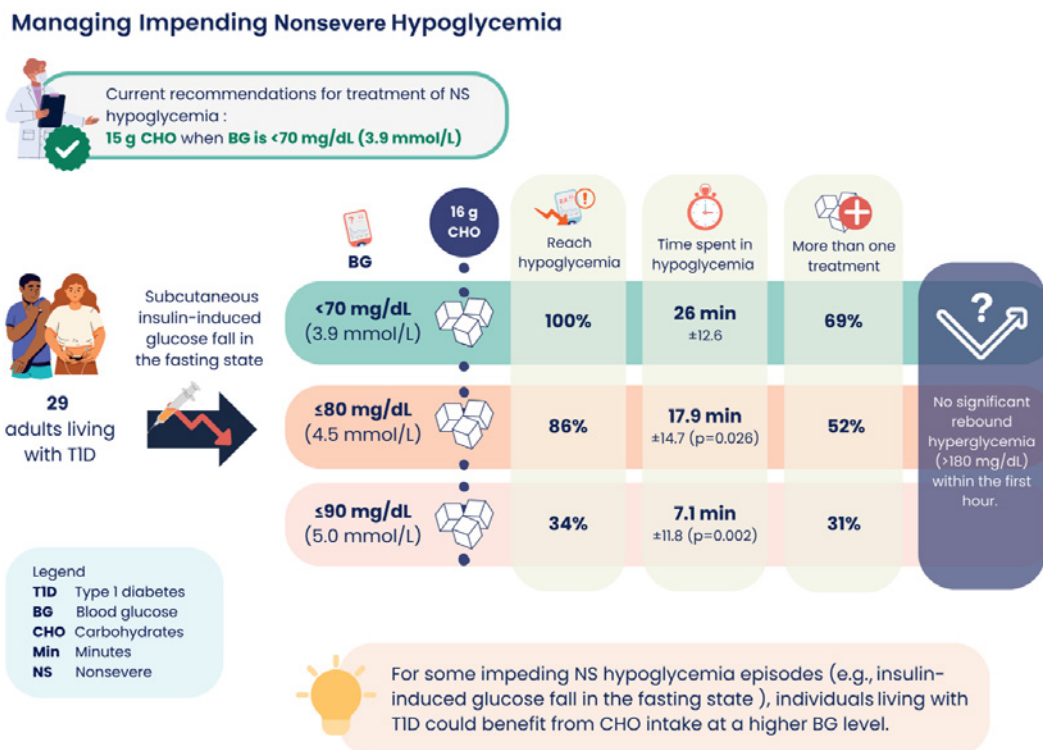 Managing Impending Nonsevere Hypoglycemia
Current recommendations for treatment of NS
hypoglycemia :
15 g CHO when BG is <70 mg/dL (3.9 mmol/L)
BG
16 g
CHO
Reach
hypoglycemia
Time spent in
hypoglycemia
More than one
treatment
29
adults living
with T1D
Subcutaneous
insulin-induced
glucose fall in
the fasting state
<70 mg/dL
(3.9 mmol/L)
100%
26 min
±12.6
69%
≤80 mg/dL
(4.5 mmol/L)
86%
17.9 min
±14.7 (p=0.026)
52%
≤90 mg/dL
(5.0 mmol/L)
34%
7.1 min
±11.8 (p=0.002)
31%
?
No significant
rebound
hyperglycemia
(>180 mg/dL)
within the first
hour.
Legend
T1D Type 1 diabetes
BG Blood glucose
CHO Carbohydrates
Min Minutes
NS Nonsevere
For some impeding NS hypoglycemia episodes (e.g., insulin-
induced glucose fall in the fasting state ), individuals living with
T1D could benefit from CHO intake at a higher BG level.